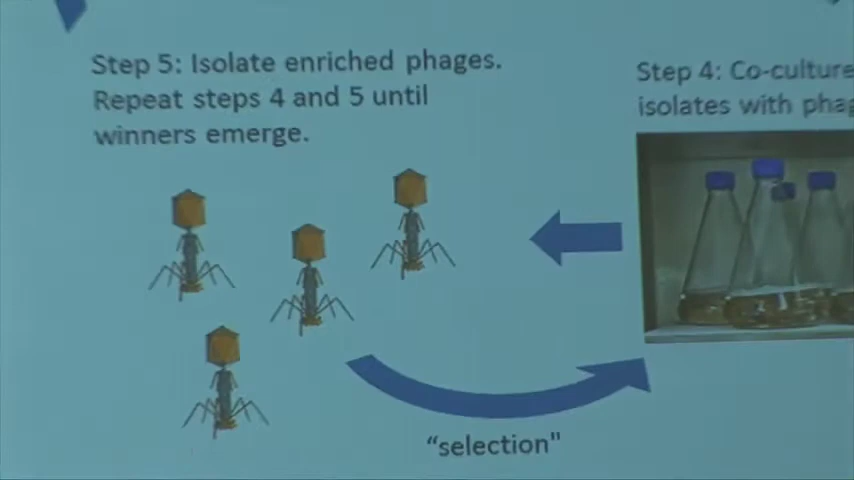 Step 5: Isolate enriched phages.
Repeat steps 4 and 5 until
winners emerge.
Step 4: Co-culture
isolates with
“selection"